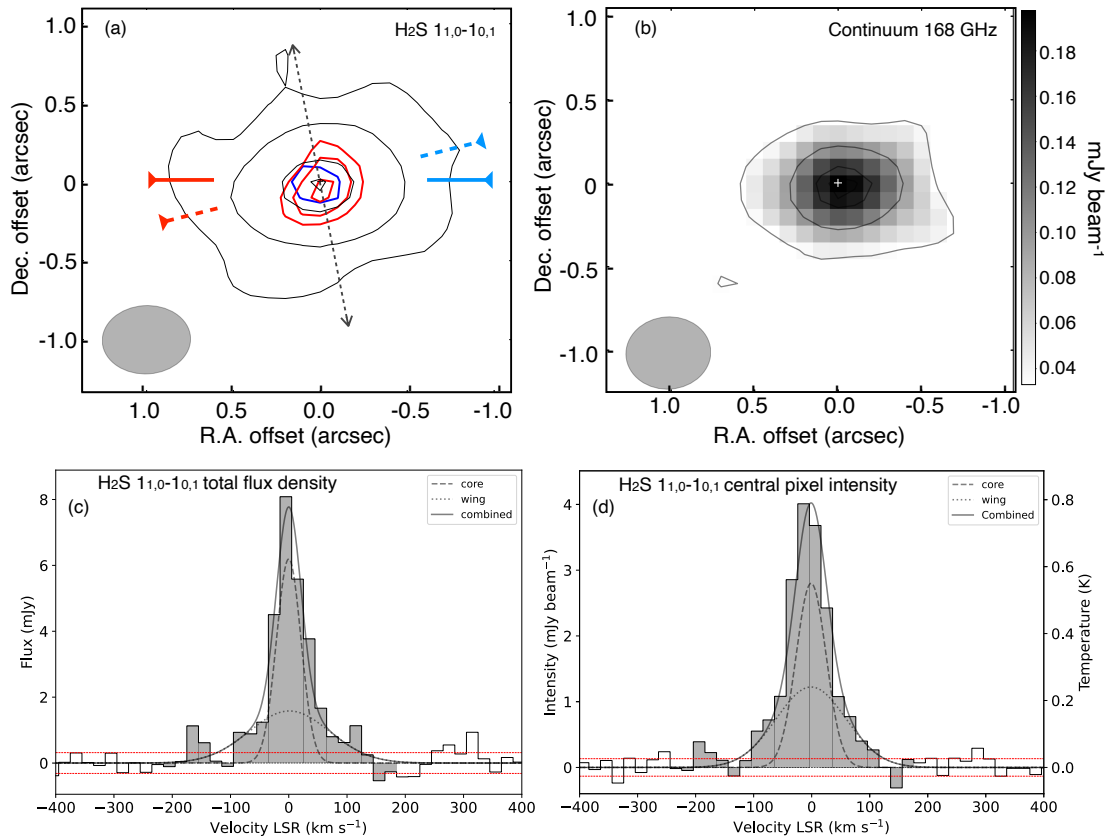 (a) H2S 11,0-10,1
1.0
0.5
0
-0.5
-1.0
Dec. offset (arcsec)
1.0 0.5 0.0 -0.5 -1.0
R.A. offset (arcsec)
(b) Continuum 168 GHz
1.0
0.5
0
-0.5
-1.0
Dec. offset (arcsec)
1.0 0.5 0.0 -0.5 -1.0
R.A. offset (arcsec)
0.18
0.16
0.14
0.12
0.10
0.08
0.06
0.04
mJy beam-1
H2S 11,0-10,1 total flux density
(c)
core
wing
combined
8
6
4
2
0
Flux (mJy)
−400 −300 −200 −100 0 100 200 300 400
Velocity LSR (km s−1)
H2S 11,0-10,1 central pixel intensity
(d)
core
wing
Combined
4
3
2
1
0
Intensity (mJy beam−1)
0.8
0.6
0.4
0.2
0.0
Temperature (K)
−400 −300 −200 −100 0 100 200 300 400
Velocity LSR (km s−1)